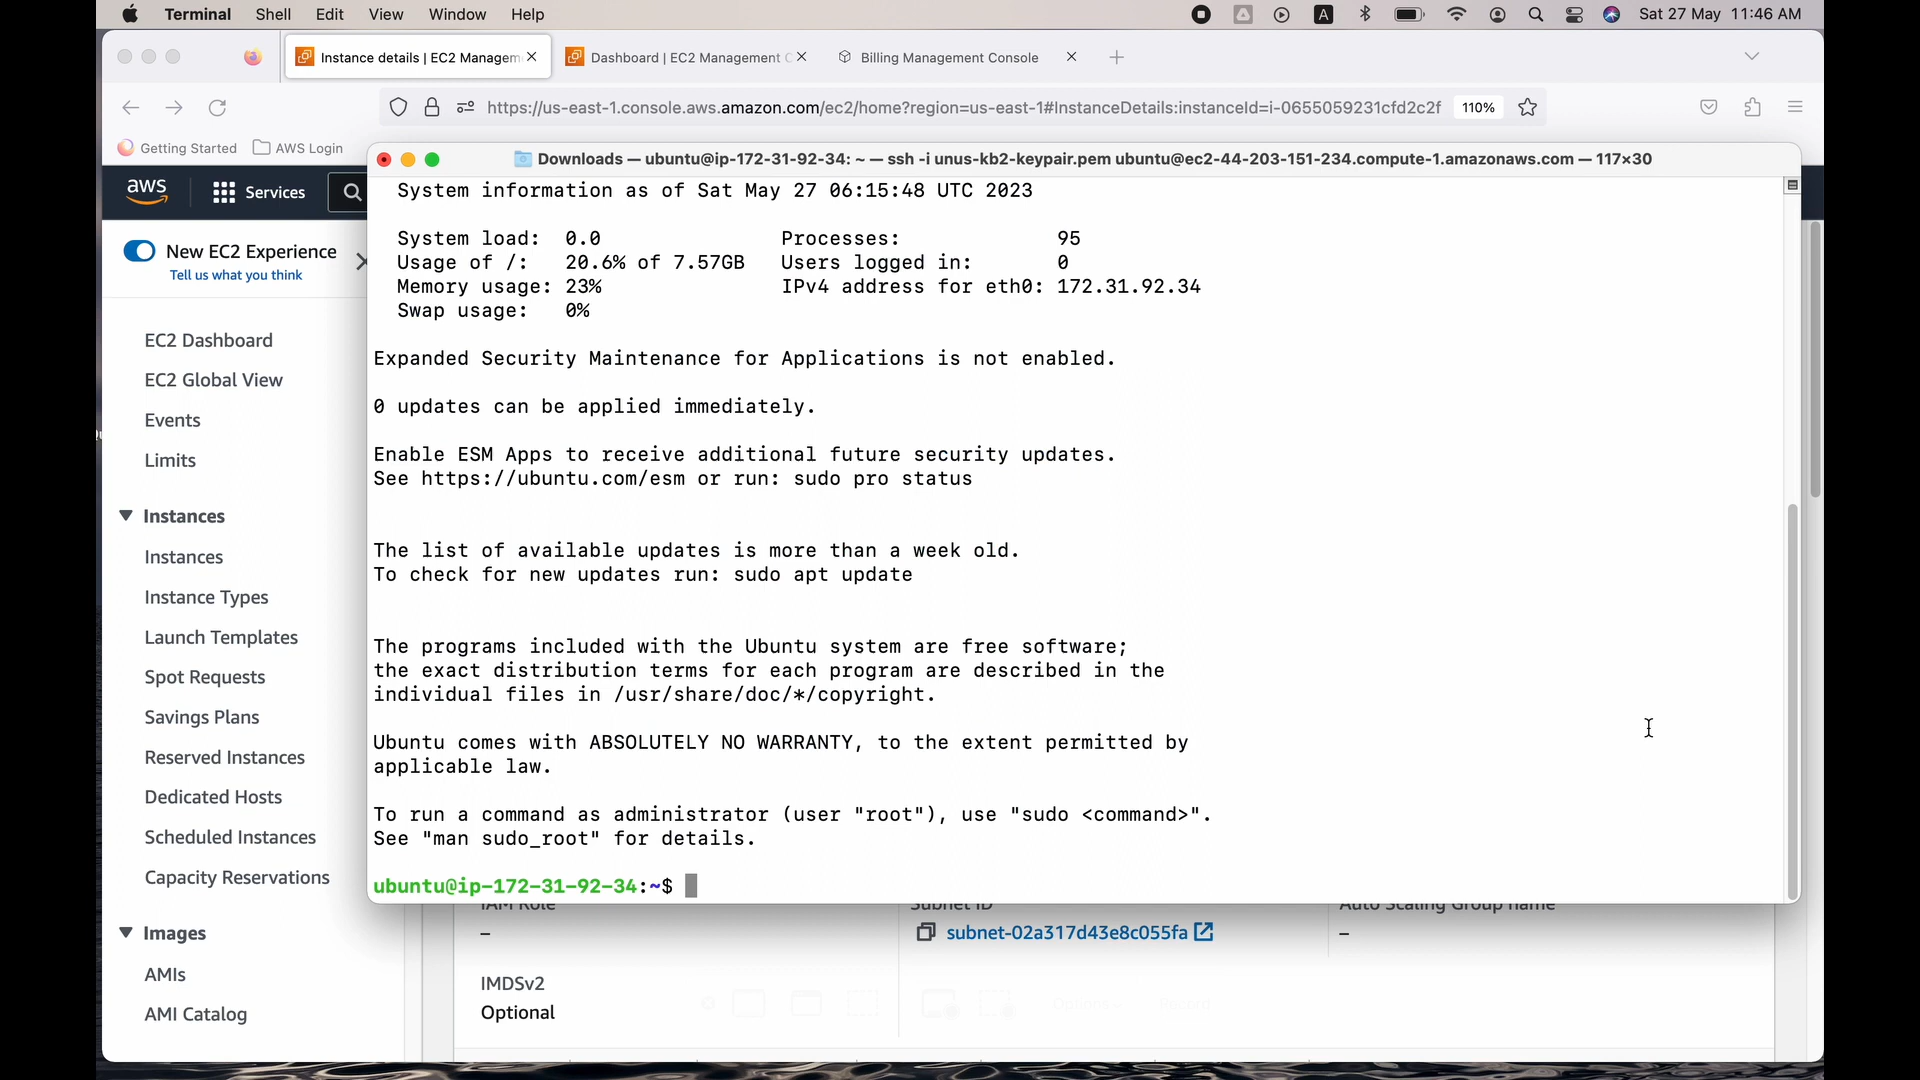 Terminal Shell Edit View Window Help A Sat 27 May 11:46 AM
Instance details | EC2 Managem Dashboard | EC2 Management C Billing Management Console
https://us-east-1.console.aws.amazon.com/ec2/home?region=us-east-1#InstanceDetails:instanceId=i-0655059231cfd2c2f 110%
Getting Started AWS Login
Downloads — ubuntu@ip-172-31-92-34: ~ — ssh -i unus-kb2-keypair.pem ubuntu@ec2-44-203-151-234.compute-1.amazonaws.com — 117×30
aws Services
New EC2 Experience
Tell us what you think
EC2 Dashboard
EC2 Global View
Events
Limits
Instances
Instances
Instance Types
Launch Templates
Spot Requests
Savings Plans
Reserved Instances
Dedicated Hosts
Scheduled Instances
Capacity Reservations
Images
AMIs
AMI Catalog
System information as of Sat May 27 06:15:48 UTC 2023
System load: 0.0 Processes: 95
Usage of /: 20.6% of 7.57GB Users logged in: 0
Memory usage: 23% IPv4 address for eth0: 172.31.92.34
Swap usage: 0%
Expanded Security Maintenance for Applications is not enabled.
0 updates can be applied immediately.
Enable ESM Apps to receive additional future security updates.
See https://ubuntu.com/esm or run: sudo pro status
The list of available updates is more than a week old.
To check for new updates run: sudo apt update
The programs included with the Ubuntu system are free software;
the exact distribution terms for each program are described in the
individual files in /usr/share/doc/*/copyright.
Ubuntu comes with ABSOLUTELY NO WARRANTY, to the extent permitted by
applicable law.
To run a command as administrator (user "root"), use "sudo <command>".
See "man sudo_root" for details.
ubuntu@ip-172-31-92-34:~$
IAM Role Subnet ID Auto Scaling Group name
– subnet-02a317d43e8c055fa –
IMDSv2
Optional